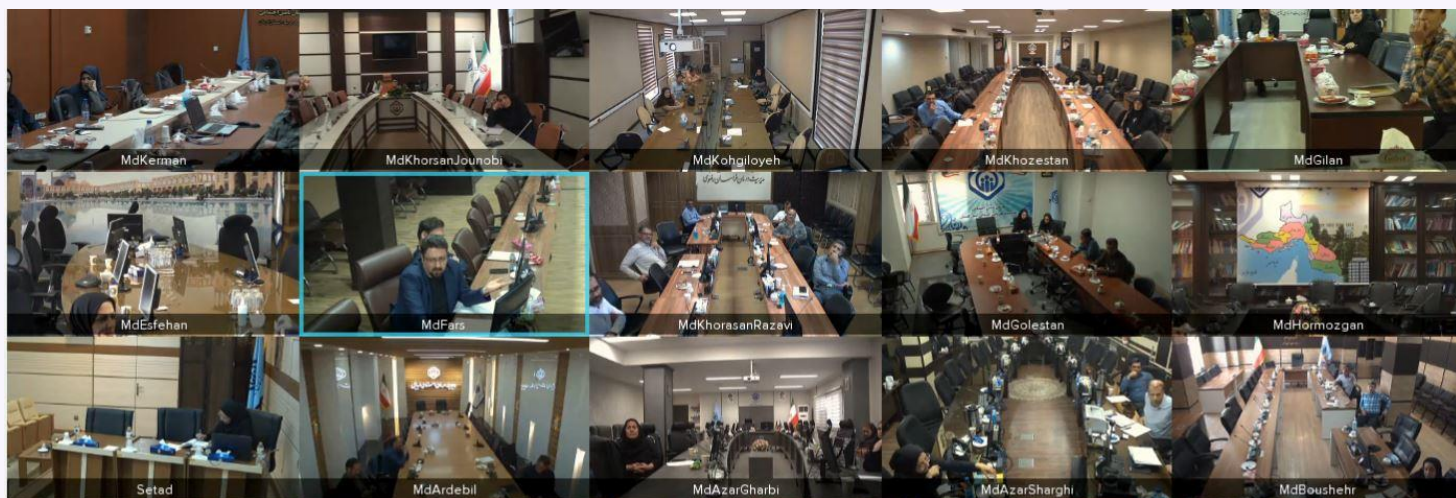 MdKerman
MdKhorsanJounobi
MdKohgiloyeh
MdKhozestan
MdGilan
MdEsfehan
MdFars
MdKhorasanRazavi
MdGolestan
MdHormozgan
Setad
MdArdebil
MdAzarGharbi
MdAzarSharghi
MdBoushehr